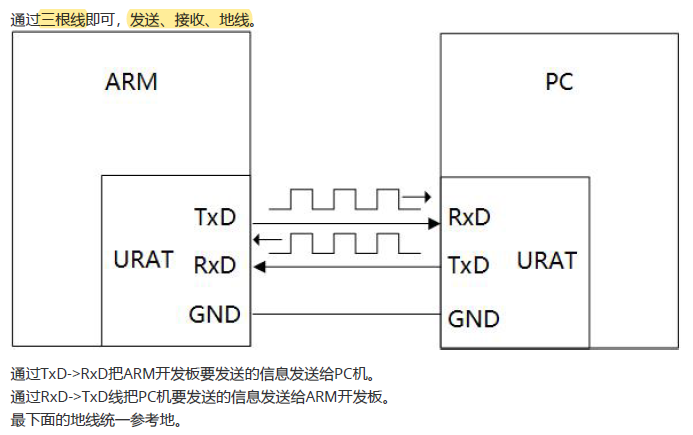 通过三根线即可，发送、接收、地线。
ARM
PC
TxD
RxD
URAT
RxD
TxD
URAT
GND
GND
通过TxD->RxD把ARM开发板要发送的信息发送给PC机。
通过RxD->TxD线把PC机要发送的信息发送给ARM开发板。
最下面的地线统一参考地。